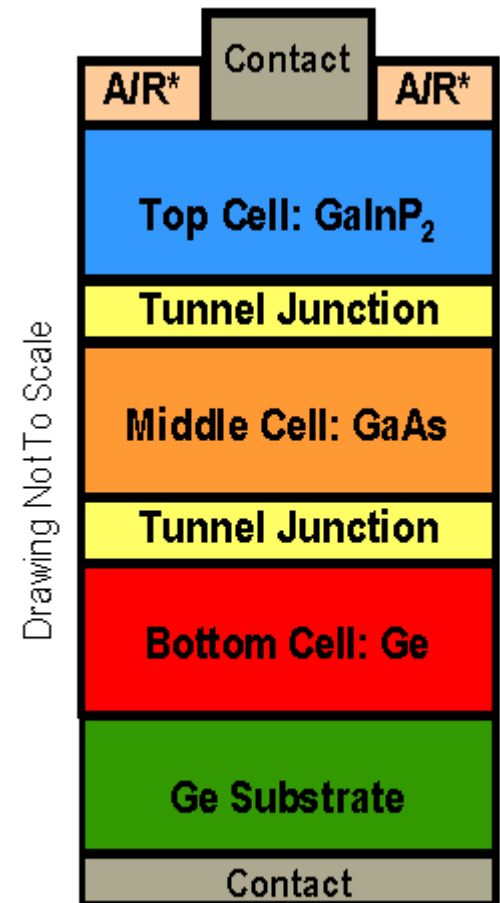 Contact
A/R* A/R*
Top Cell: GaInP₂
Tunnel Junction
Middle Cell: GaAs
Tunnel Junction
Bottom Cell: Ge
Ge Substrate
Contact
Drawing Not To Scale